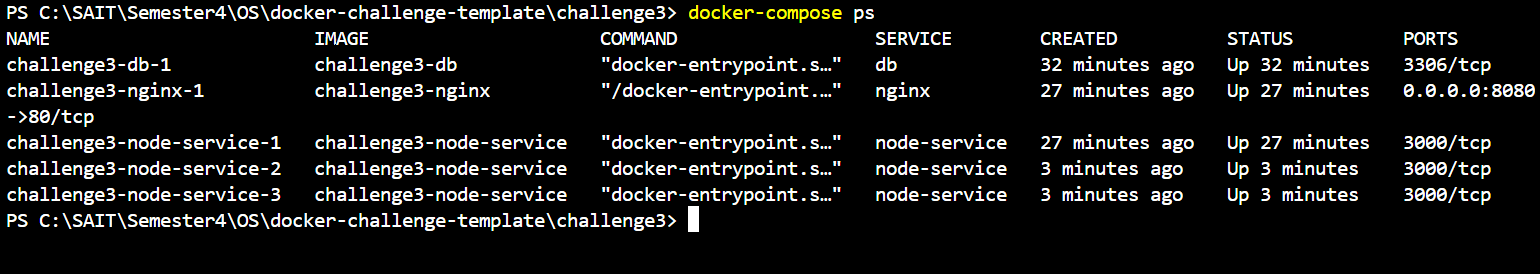 PS C:\SAIT\Semester4\OS\docker-challenge-template\challenge3> docker-compose ps
NAME                       IMAGE                     COMMAND                  SERVICE        CREATED          STATUS          PORTS
challenge3-db-1            challenge3-db             "docker-entrypoint.s…"   db             32 minutes ago   Up 32 minutes   3306/tcp
challenge3-nginx-1         challenge3-nginx          "/docker-entrypoint.…"   nginx          27 minutes ago   Up 27 minutes   0.0.0.0:8080
->80/tcp
challenge3-node-service-1   challenge3-node-service   "docker-entrypoint.s…"   node-service   27 minutes ago   Up 27 minutes   3000/tcp
challenge3-node-service-2   challenge3-node-service   "docker-entrypoint.s…"   node-service   3 minutes ago    Up 3 minutes    3000/tcp
challenge3-node-service-3   challenge3-node-service   "docker-entrypoint.s…"   node-service   3 minutes ago    Up 3 minutes    3000/tcp
PS C:\SAIT\Semester4\OS\docker-challenge-template\challenge3>